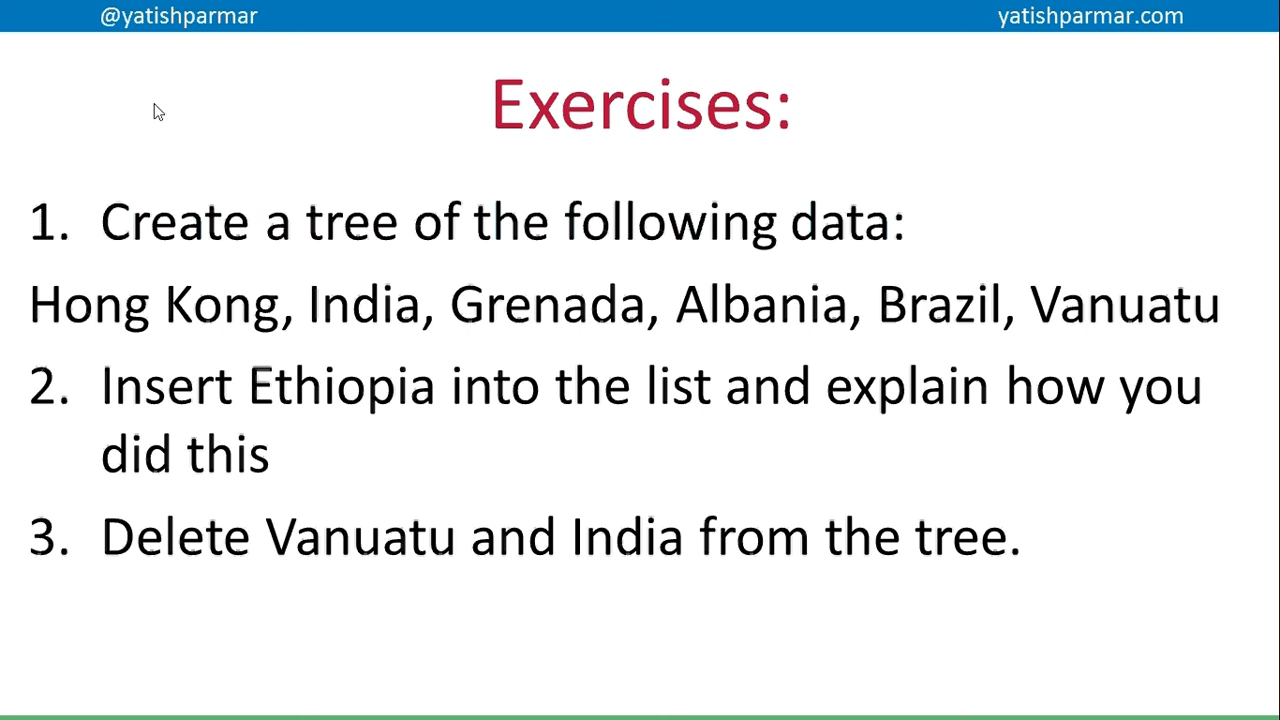 @yatishparmar
yatishparmar.com
Exercises:
1. Create a tree of the following data:
Hong Kong, India, Grenada, Albania, Brazil, Vanuatu
2. Insert Ethiopia into the list and explain how you
did this
3. Delete Vanuatu and India from the tree.